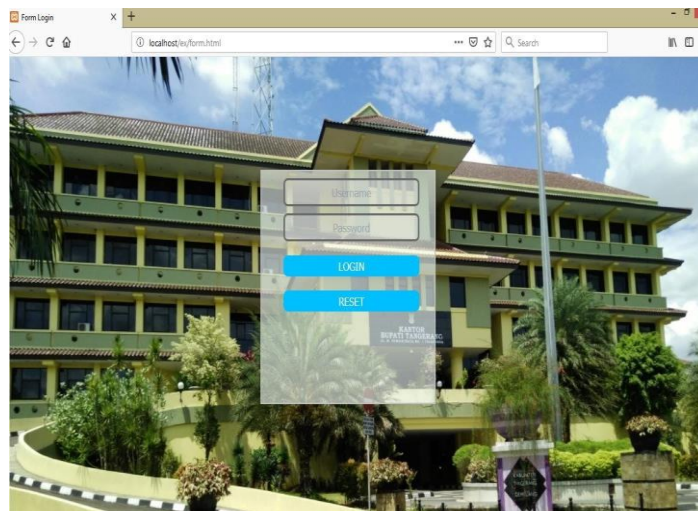 Form Login
localhost/ex/form.html
Search
Username
Password
LOGIN
RESET
KANTOR
BUPATI TANGERANG